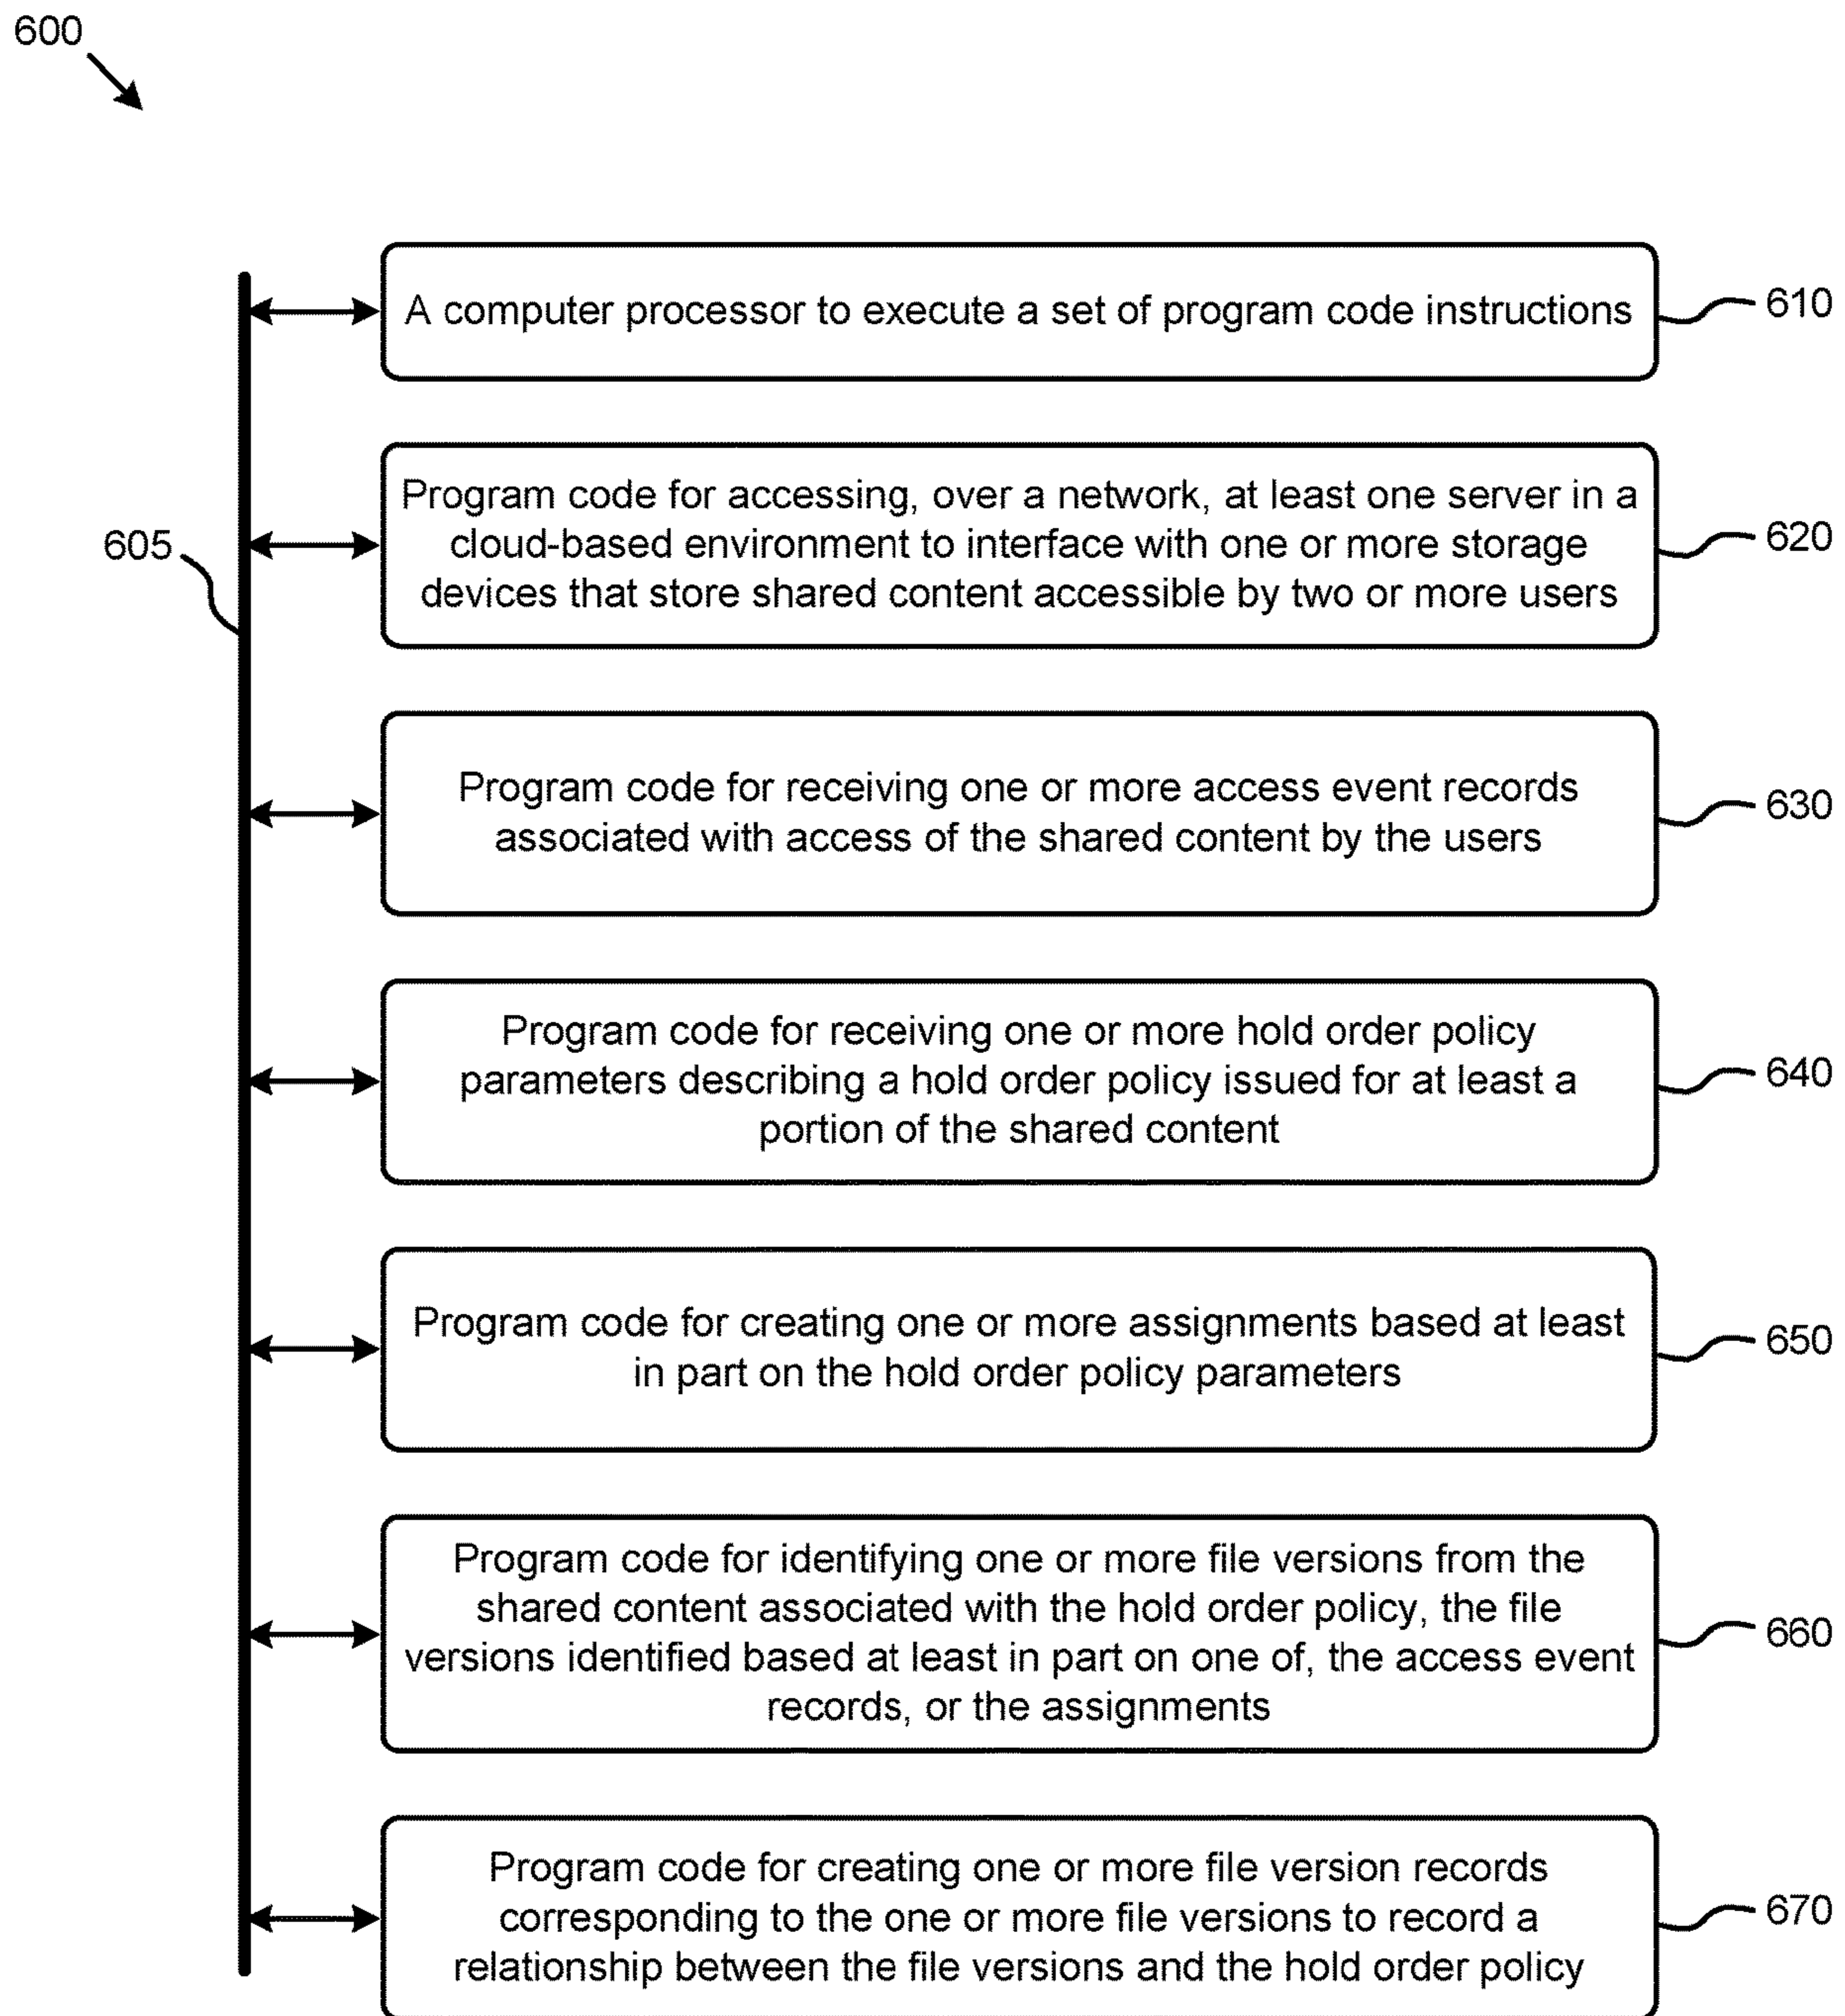 600
A computer processor to execute a set of program code instructions
610
Program code for accessing, over a network, at least one server in a
cloud-based environment to interface with one or more storage
devices that store shared content accessible by two or more users
620
605
Program code for receiving one or more access event records
associated with access of the shared content by the users
630
Program code for receiving one or more hold order policy
parameters describing a hold order policy issued for at least a
portion of the shared content
640
Program code for creating one or more assignments based at least
in part on the hold order policy parameters
650
Program code for identifying one or more file versions from the
shared content associated with the hold order policy, the file
versions identified based at least in part on one of, the access event
records, or the assignments
660
Program code for creating one or more file version records
corresponding to the one or more file versions to record a
relationship between the file versions and the hold order policy
670